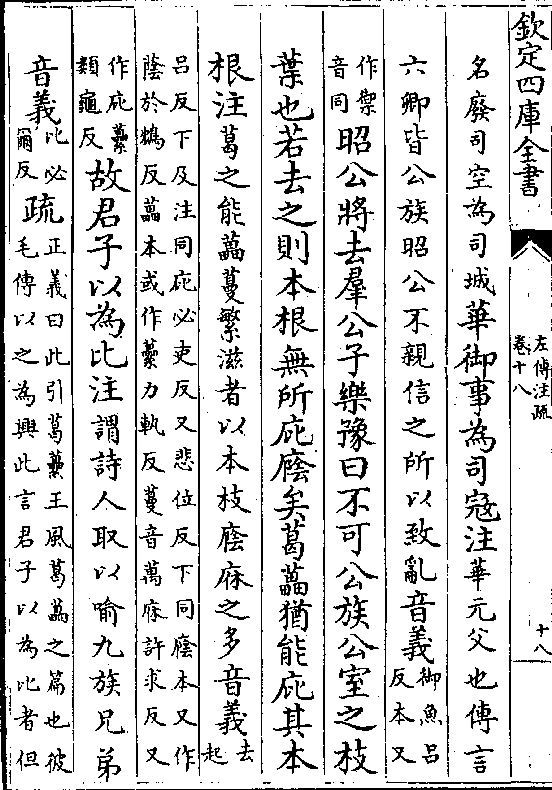 欽定四庫全書
左傳注疏
卷十八
十八
名廢司空為司城華御事為司寇注華元父也傳言
六卿皆公族昭公不親信之所以致亂音義御魚呂
反本又
作禦
音同昭公將去羣公子樂豫曰不可公族公室之枝
葉也若去之則本根無所庇廕矣葛藟猶能庇其本
根注葛之能藟蔓繁滋者以本枝廕庥之多音義去
起
呂反下及注同庇必吏反又悲位反下同廕本又作
蔭於鴆反藟本或作虆力軌反蔓音萬庥許求反又
作庇虆
類龜反故君子以為比注謂詩人取以喻九族兄弟
音義比必
爾反疏正義曰此引葛虆王風葛藟之篇也彼
毛傳以之為興此言君子以為比者但